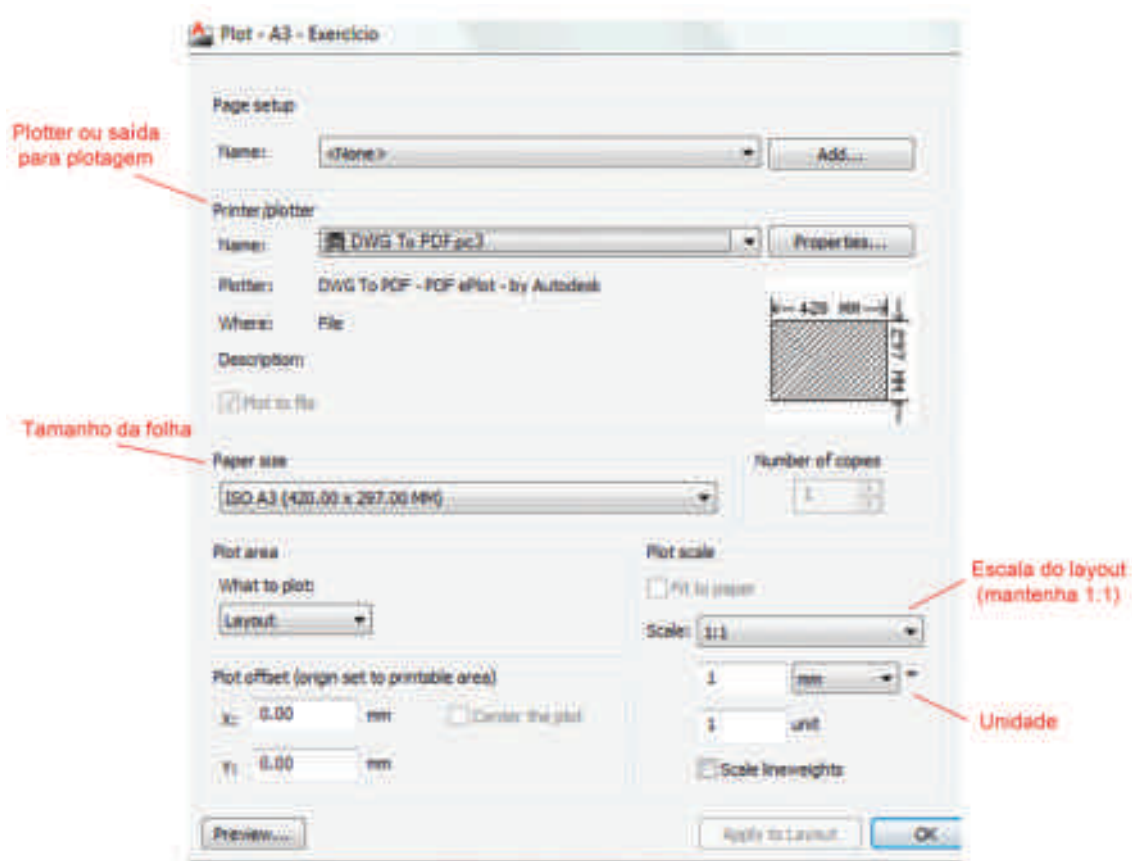 Plot - A3 - Exercício
Page setup
Plotter ou saída
para plotagem
Name: <None> Add...
Printer/plotter
Name: DWG To PDF.pc3 Properties...
Plotter: DWG To PDF - PDF ePlot - by Autodesk
Where: File
420 MM
297 MM
Description:
Plot to file
Tamanho da folha
Paper size
Number of copies
ISO A3 (420.00 x 297.00 MM)
1
Plot area
Plot scale
What to plot:
Fit to paper
Escala do layout
(mantenha 1:1)
Layout
Scale: 1:1
Plot offset (origin set to printable area)
1 mm =
X: 0.00 mm Center the plot
1 unit
Unidade
Y: 0.00 mm
Scale lineweights
Preview...
Apply to Layout
OK